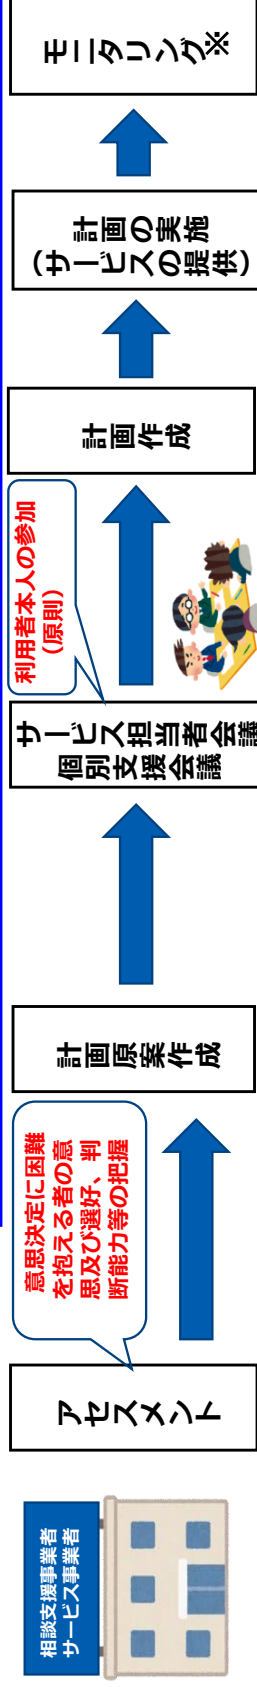 相談支援事業者
サービス事業者
アセスメント
意思決定に困難
を抱える者の意
思及び選好、判
断能力等の把握
計画原案作成
サービス担当者会議
個別支援会議
利用者本人の参加
（原則）
計画作成
計画の実施
（サービスの提供）
モニタリング※